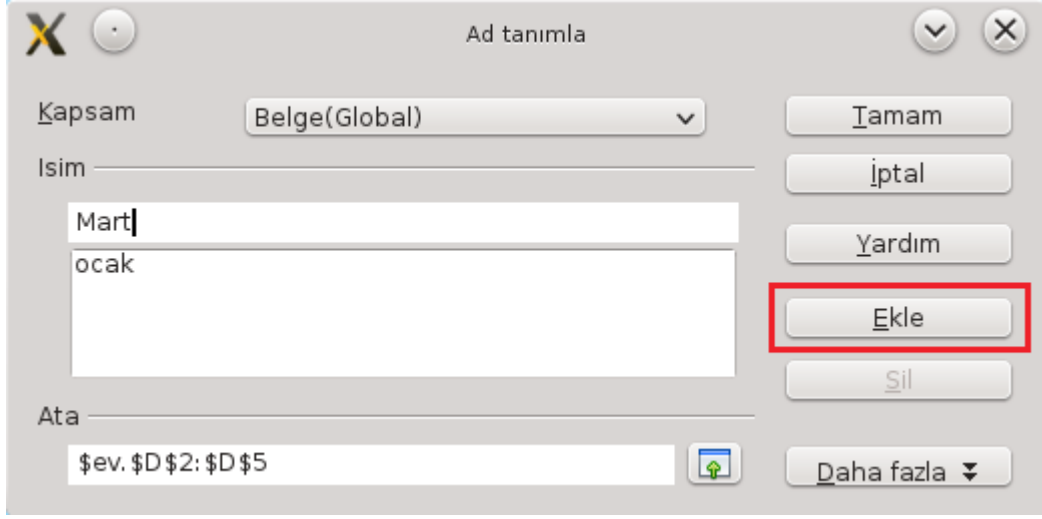 Ad tanımla
Kapsam
Belge(Global)
Tamam
Isim
İptal
Mart
Yardım
ocak
Ekle
Sil
Ata
$ev.$D$2:$D$5
Daha fazla